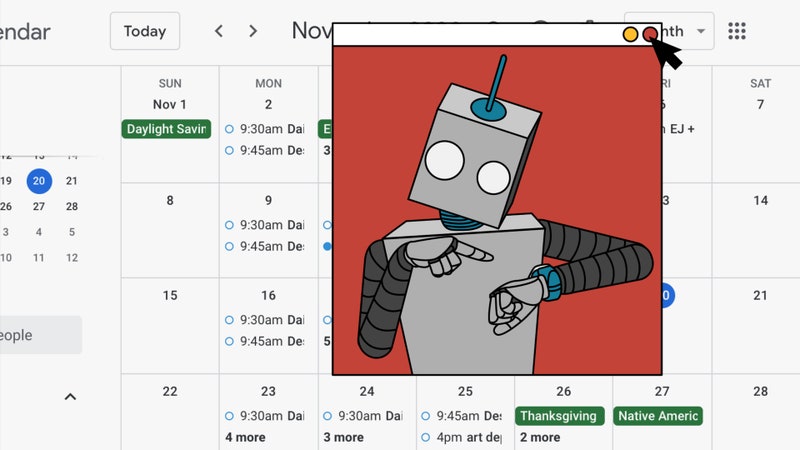 endar
Today
Nov
nth
SUN
MON
RI
SAT
Nov 1
2
6
7
Daylight Savin
9:30am Dai
E
n EJ +
9:45am Des
3
12 13 14
19 20 21
26 27 28
3 4 5
10 11 12
8
9
3
14
9:30am Dai
9:45am Des
15
16
0
21
9:30am Dai
9:45am Des
5
eople
22
23
24
25
26
27
28
9:30am Dai
9:30am Dai
9:45am Des
Thanksgiving
Native Americ
4 more
3 more
4pm art dep
2 more